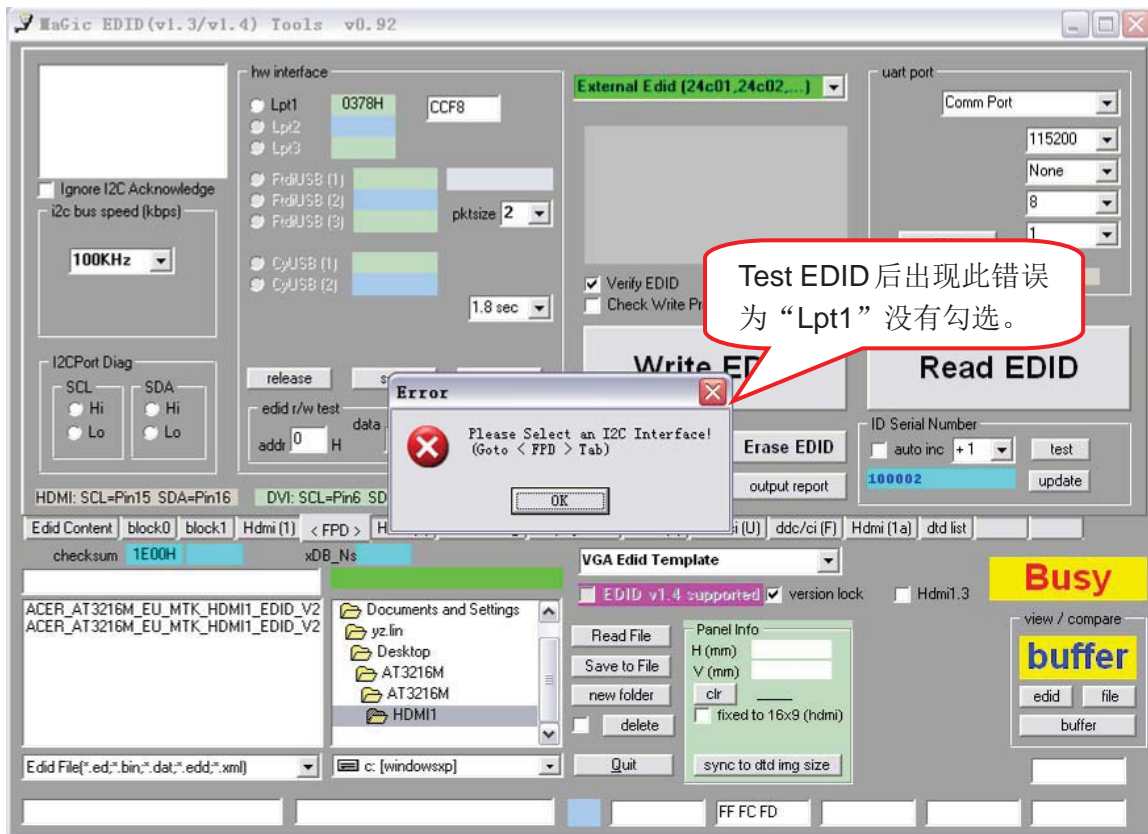 MaGic EDID(v1.3/v1.4) Tools v0.92
hw interface
Lpt1 0378H CCF8
Lpt2
Lpt3
FtdiUSB (1)
FtdiUSB (2)
FtdiUSB (3)
pktsize 2
CyUSB (1)
CyUSB (2)
1.8 sec
Ignore I2C Acknowledge
i2c bus speed (kbps)
100KHz
I2CPort Diag
SCL SDA
Hi Hi
Lo Lo
release
edid r/w test
addr 0 H data
HDMI: SCL=Pin15 SDA=Pin16
DVI: SCL=Pin6
External Edid (24c01,24c02,...)
Verify EDID
Check Write
uart port
Comm Port
115200
None
8
1
Test EDID后出现此错误
为“Lpt1”没有勾选。
Write
Read EDID
Error
Please Select an I2C Interface!
(Goto < FPD > Tab)
OK
Erase EDID
output report
ID Serial Number
auto inc +1 test
100002 update
Edid Content block0 block1 Hdmi (1) < FPD > ddc/ci (F) Hdmi (1a) dtd list
checksum 1E00H xDB_Ns
ACER_AT3216M_EU_MTK_HDMI1_EDID_V2
ACER_AT3216M_EU_MTK_HDMI1_EDID_V2
Documents and Settings
yz.lin
Desktop
AT3216M
AT3216M
HDMI1
Edid File(*.ed;*.bin;*.dat;*.edd;*.xml)
c: [windowsxp]
VGA Edid Template
EDID v1.4 supported version lock Hdmi1.3
Read File
Save to File
new folder
delete
Quit
Panel Info
H (mm)
V (mm)
clr
fixed to 16x9 (hdmi)
sync to dtd img size
Busy
view / compare
buffer
edid file
buffer
FF FC FD